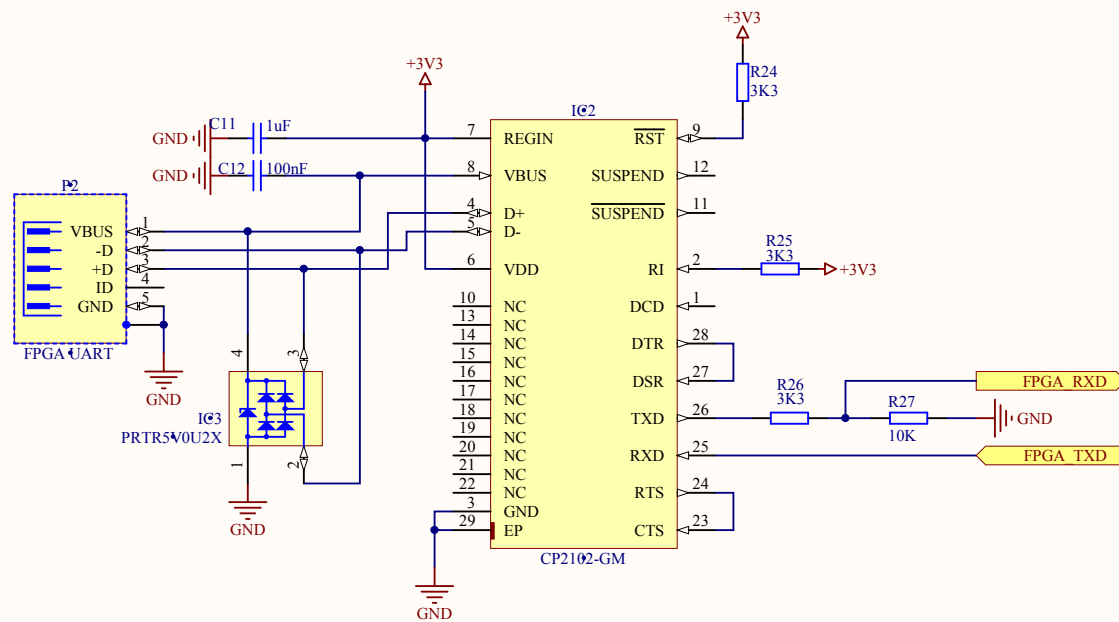 +3V3
R24
3K3
+3V3
IC2
C11 1uF
GND
7 REGIN
RST 9
GND
C12 100nF
8 VBUS
SUSPEND 12
P2
VBUS 1
-D 2
+D 3
ID 4
GND 5
FPGA UART
GND
4 D+
5 D-
SUSPEND 11
6 VDD
RI 2
R25
3K3
+3V3
10 NC
13 NC
14 NC
15 NC
16 NC
17 NC
18 NC
19 NC
20 NC
21 NC
22 NC
3 GND
29 EP
DCD 1
DTR 28
DSR 27
TXD 26
R26
3K3
R27
10K
GND
FPGA_RXD
RXD 25
FPGA_TXD
RTS 24
CTS 23
4
3
IC3
PRTR5V0U2X
1
2
GND
CP2102-GM
GND